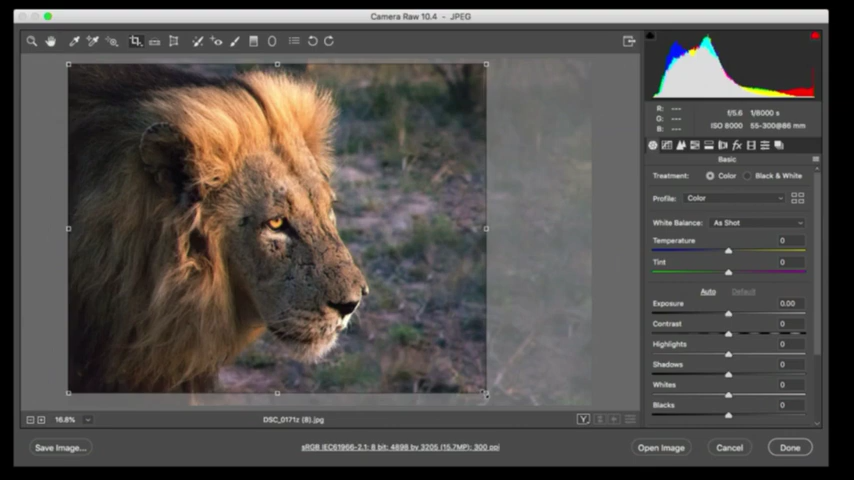 Camera Raw 10.4 - JPEG
R: ---
G: ---
B: ---
f/5.6 1/8000 s
ISO 8000 55-300@86 mm
fx
Basic
Treatment: Color Black & White
Profile: Color
White Balance: As Shot
Temperature 0
Tint 0
Auto Default
Exposure 0.00
Contrast 0
Highlights 0
Shadows 0
Whites 0
Blacks 0
16.8% DSC_0171z (8).jpg Y
Save Image... sRGB IEC61966-2.1; 8 bit; 4898 by 3205 (15.7MP); 300 ppi Open Image Cancel Done